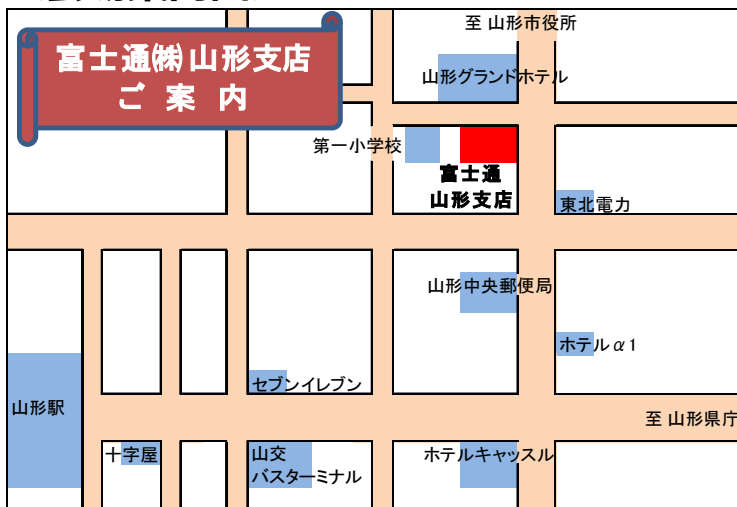 至 山形市役所
富士通㈱山形支店
ご 案 内
山形グランドホテル
第一小学校
富士通
山形支店
東北電力
山形中央郵便局
ホテルα1
セブンイレブン
山形駅
至 山形県庁
十字屋
山交
バスターミナル
ホテルキャッスル